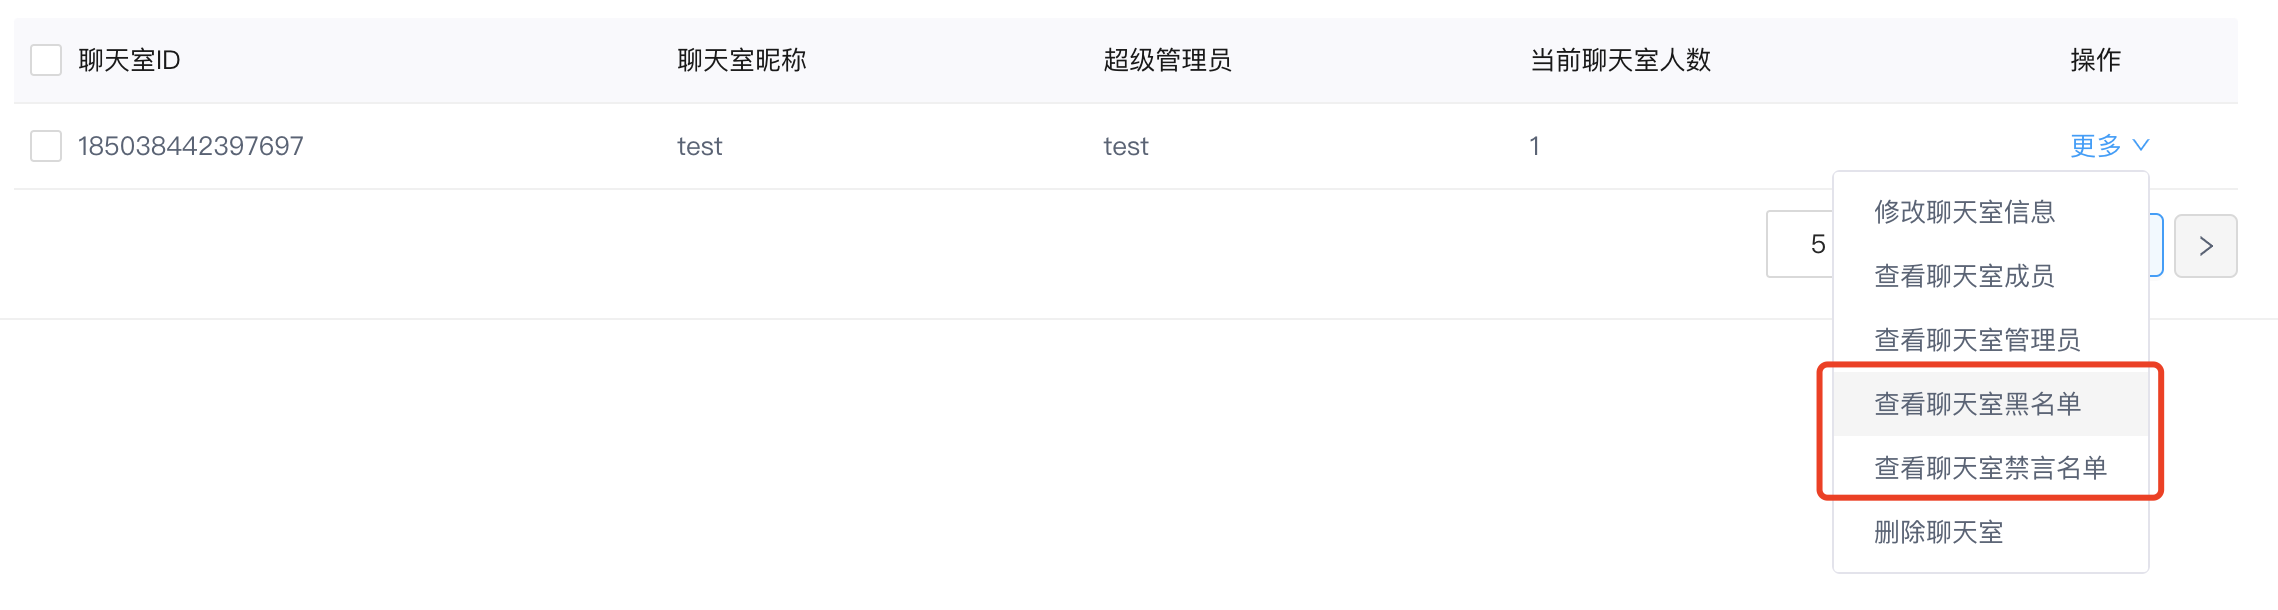 聊天室ID 聊天室昵称 超级管理员 当前聊天室人数 操作
185038442397697 test test 1 更多
修改聊天室信息
5
查看聊天室成员
查看聊天室管理员
查看聊天室黑名单
查看聊天室禁言名单
删除聊天室